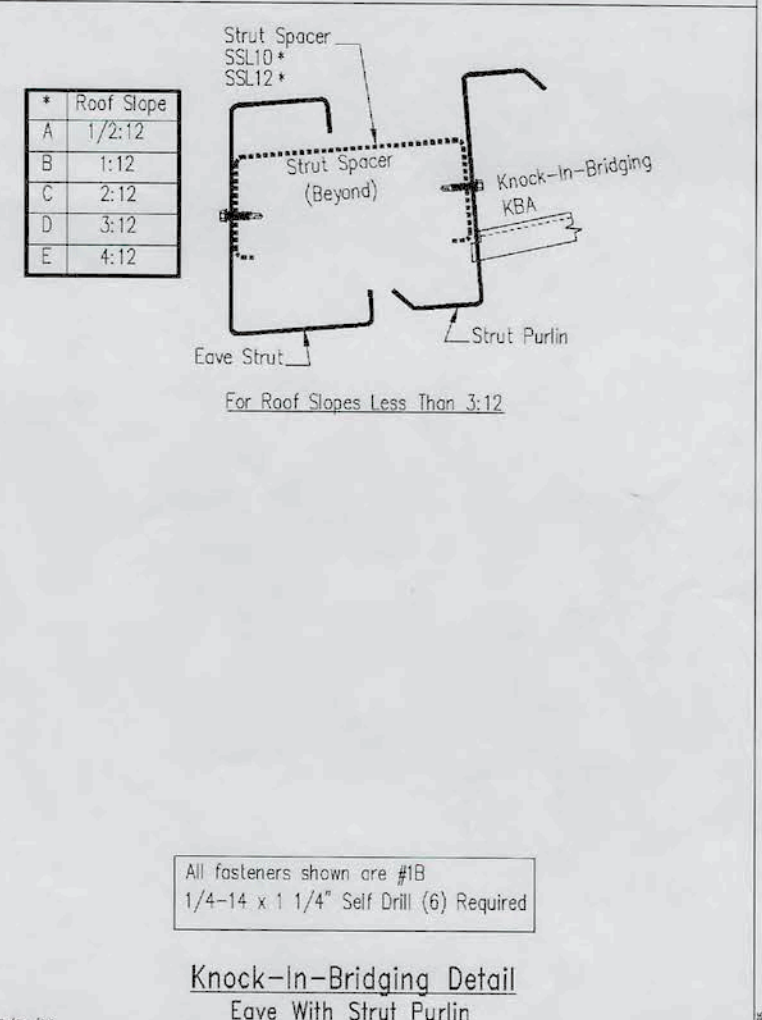 Strut Spacer
SSL10*
SSL12*
* Roof Slope
A 1/2:12
B 1:12
C 2:12
D 3:12
E 4:12
Strut Spacer
(Beyond)
Knock-In-Bridging
KBA
Strut Purlin
Eave Strut
For Roof Slopes Less Than 3:12
All fasteners shown are #1B
1/4-14 x 1 1/4" Self Drill (6) Required
Knock-In-Bridging Detail
Eave With Strut Purlin